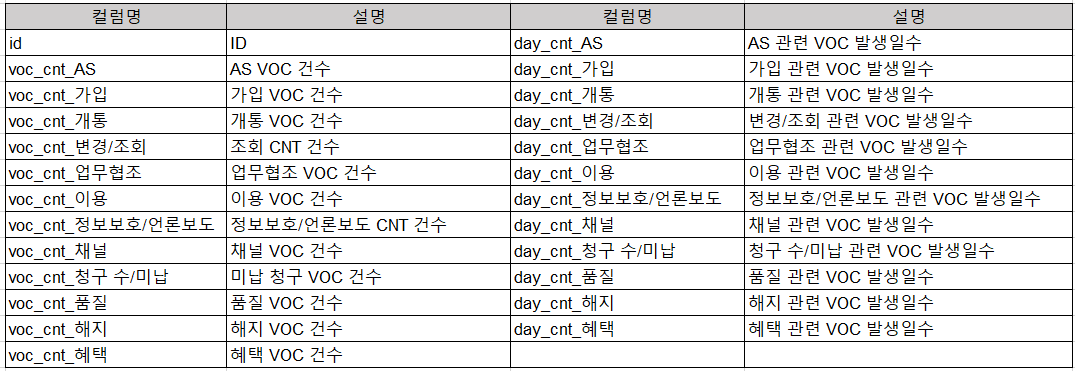 컬럼명 설명 컬럼명 설명
id ID day_cnt_AS AS 관련 VOC 발생일수
voc_cnt_AS AS VOC 건수 day_cnt_가입 가입 관련 VOC 발생일수
voc_cnt_가입 가입 VOC 건수 day_cnt_개통 개통 관련 VOC 발생일수
voc_cnt_개통 개통 VOC 건수 day_cnt_변경/조회 변경/조회 관련 VOC 발생일수
voc_cnt_변경/조회 조회 CNT 건수 day_cnt_업무협조 업무협조 관련 VOC 발생일수
voc_cnt_업무협조 업무협조 VOC 건수 day_cnt_이용 이용 관련 VOC 발생일수
voc_cnt_이용 이용 VOC 건수 day_cnt_정보보호/언론보도 정보보호/언론보도 관련 VOC 발생일수
voc_cnt_정보보호/언론보도 정보보호/언론보도 CNT 건수 day_cnt_채널 채널 관련 VOC 발생일수
voc_cnt_채널 채널 VOC 건수 day_cnt_청구 수/미납 청구 수/미납 관련 VOC 발생일수
voc_cnt_청구 수/미납 미납 청구 VOC 건수 day_cnt_품질 품질 관련 VOC 발생일수
voc_cnt_품질 품질 VOC 건수 day_cnt_해지 해지 관련 VOC 발생일수
voc_cnt_해지 해지 VOC 건수 day_cnt_혜택 혜택 관련 VOC 발생일수
voc_cnt_혜택 혜택 VOC 건수